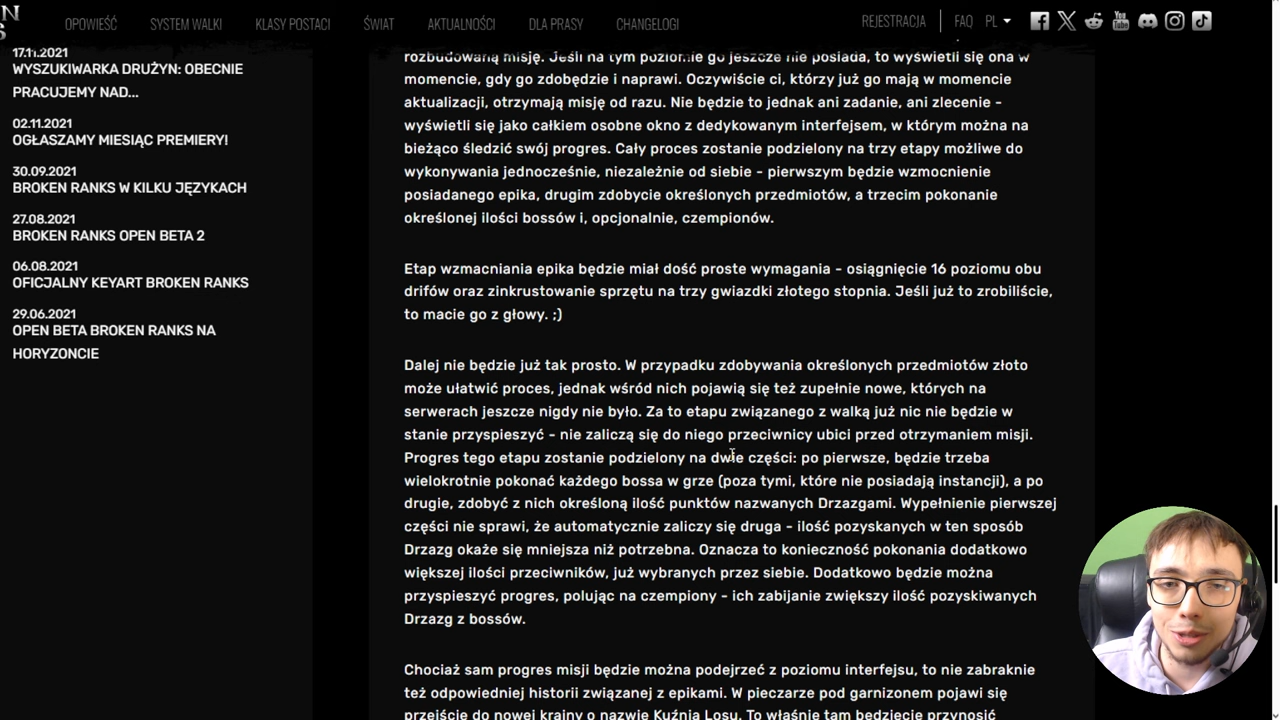 N
S
OPOWIEŚĆ SYSTEM WALKI KLASY POSTACI ŚWIAT AKTUALNOŚCI DLA PRASY CHANGELOGI REJESTRACJA FAQ PL
17.11.2021
WYSZUKIWARKA DRUŻYN: OBECNIE
PRACUJEMY NAD...
02.11.2021
OGŁASZAMY MIESIĄC PREMIERY!
30.09.2021
BROKEN RANKS W KILKU JĘZYKACH
27.08.2021
BROKEN RANKS OPEN BETA 2
06.08.2021
OFICJALNY KEYART BROKEN RANKS
29.06.2021
OPEN BETA BROKEN RANKS NA
HORYZONCIE
rozbudowaną misję. Jeśli na tym poziomie go jeszcze nie posiada, to wyświetli się ona w
momencie, gdy go zdobędzie i naprawi. Oczywiście ci, którzy już go mają w momencie
aktualizacji, otrzymają misję od razu. Nie będzie to jednak ani zadanie, ani zlecenie -
wyświetli się jako całkiem osobne okno z dedykowanym interfejsem, w którym można na
bieżąco śledzić swój progres. Cały proces zostanie podzielony na trzy etapy możliwe do
wykonywania jednocześnie, niezależnie od siebie - pierwszym będzie wzmocnienie
posiadanego epika, drugim zdobycie określonych przedmiotów, a trzecim pokonanie
określonej ilości bossów i, opcjonalnie, czempionów.
Etap wzmacniania epika będzie miał dość proste wymagania - osiągnięcie 16 poziomu obu
drifów oraz zinkrustowanie sprzętu na trzy gwiazdki złotego stopnia. Jeśli już to zrobiliście,
to macie go z głowy. ;)
Dalej nie będzie już tak prosto. W przypadku zdobywania określonych przedmiotów złoto
może ułatwić proces, jednak wśród nich pojawią się też zupełnie nowe, których na
serwerach jeszcze nigdy nie było. Za to etapu związanego z walką już nic nie będzie w
stanie przyspieszyć - nie zaliczą się do niego przeciwnicy ubici przed otrzymaniem misji.
Progres tego etapu zostanie podzielony na dwie części: po pierwsze, będzie trzeba
wielokrotnie pokonać każdego bossa w grze (poza tymi, które nie posiadają instancji), a po
drugie, zdobyć z nich określoną ilość punktów nazwanych Drzazgami. Wypełnienie pierwszej
części nie sprawi, że automatycznie zaliczy się druga - ilość pozyskanych w ten sposób
Drzazg okaże się mniejsza niż potrzebna. Oznacza to konieczność pokonania dodatkowo
większej ilości przeciwników, już wybranych przez siebie. Dodatkowo będzie można
przyspieszyć progres, polując na czempiony - ich zabijanie zwiększy ilość pozyskiwanych
Drzazg z bossów.
Chociaż sam progres misji będzie można podejrzeć z poziomu interfejsu, to nie zabraknie
też odpowiedniej historii związanej z epikami. W pieczarze pod garnizonem pojawi się
przejście do nowej krainy o nazwie Kuźnia Losu. To właśnie tam będziecie przynosić